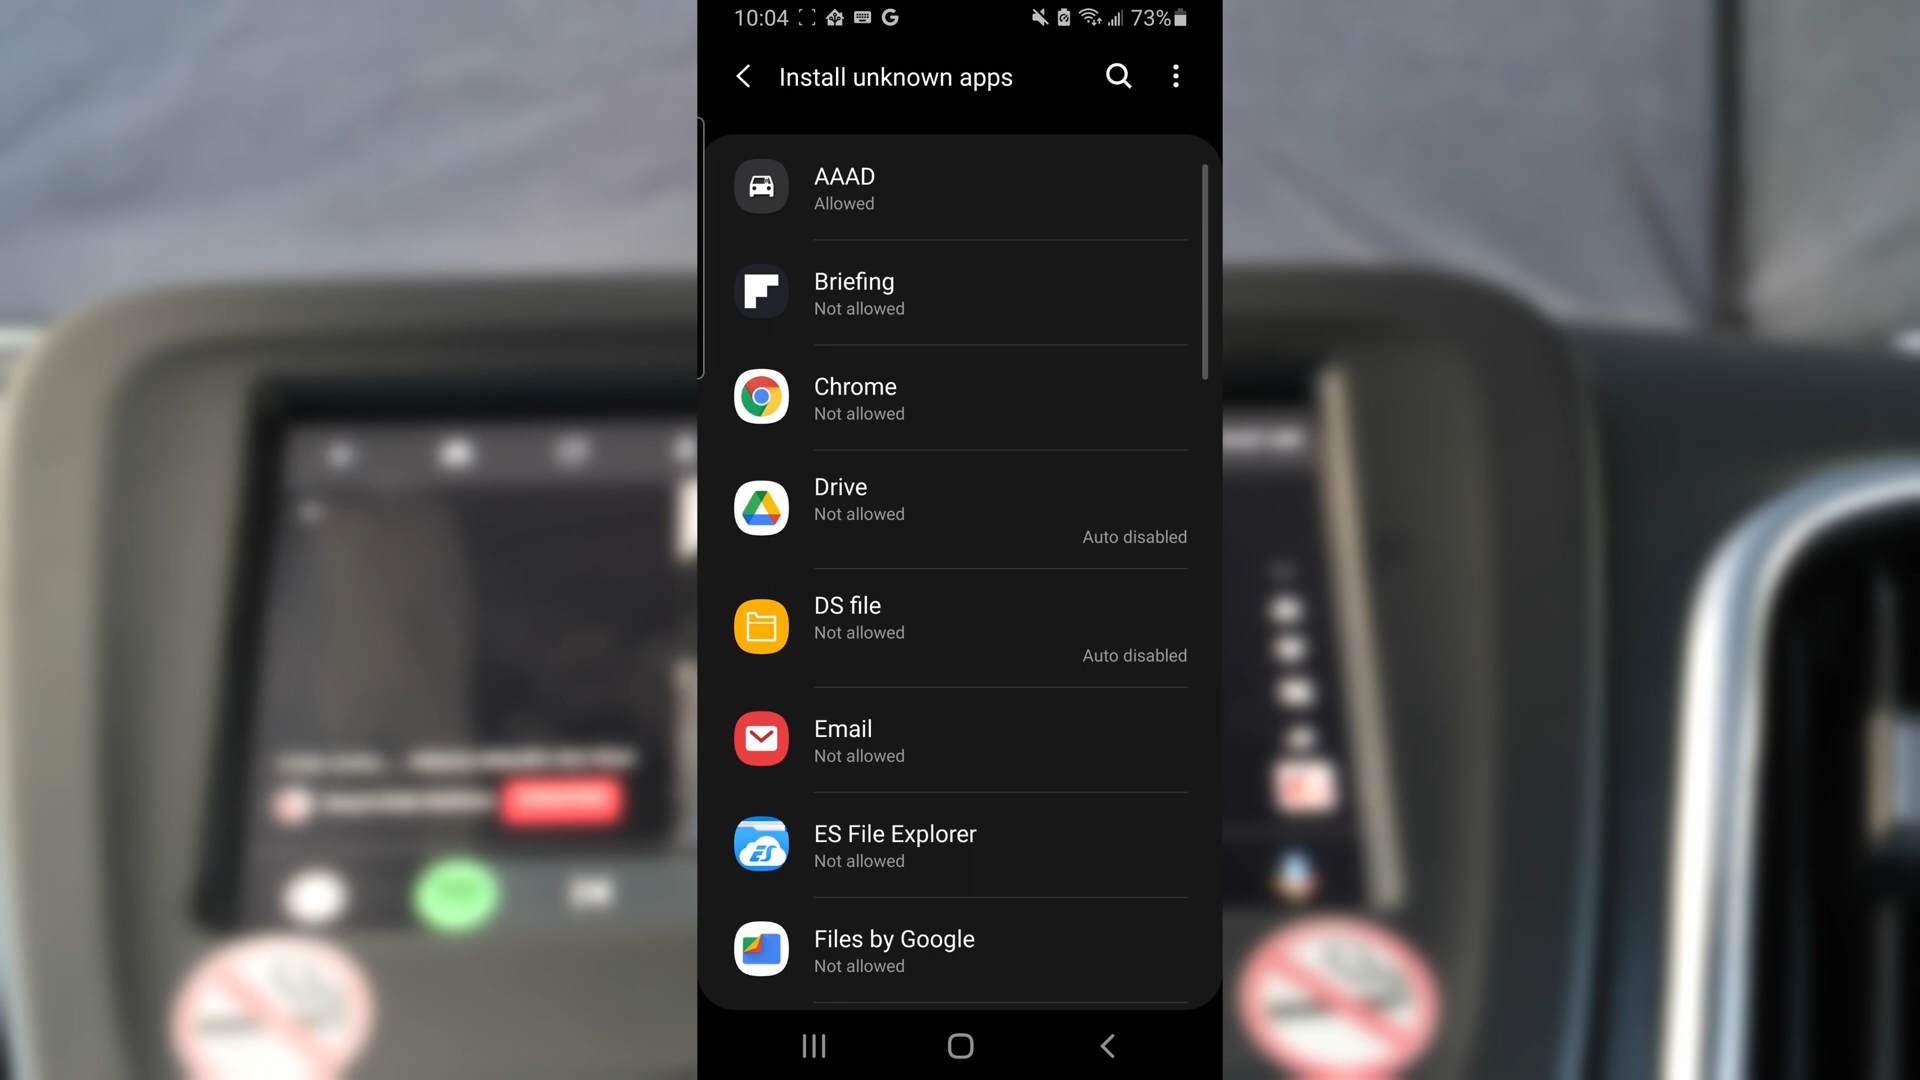 10:04
73%
Install unknown apps
AAAD
Allowed
Briefing
Not allowed
Chrome
Not allowed
Drive
Not allowed
Auto disabled
DS file
Not allowed
Auto disabled
Email
Not allowed
ES File Explorer
Not allowed
Files by Google
Not allowed